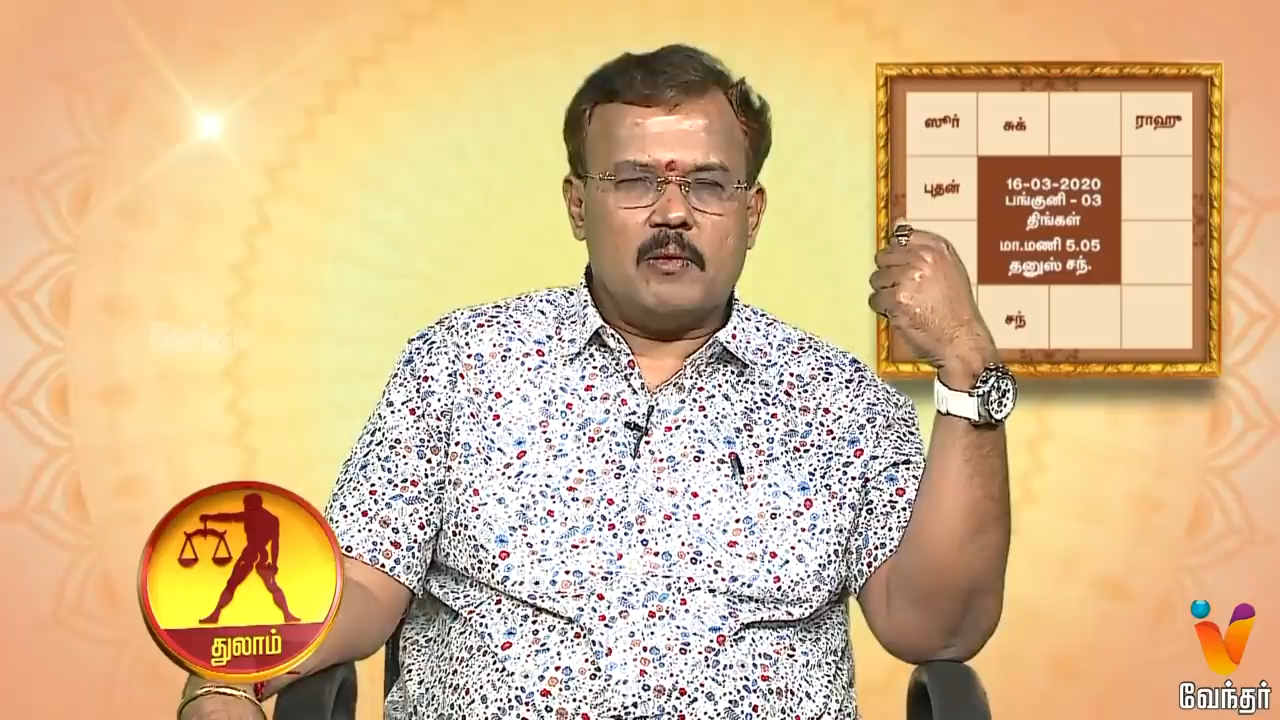 ஸூர்
சுக்
ராஹு
புதன்
16-03-2020
பங்குனி - 03
திங்கள்
மா.மணி 5.05
தனுஸ் சந்.
சந்
துலாம்
வேந்தர்